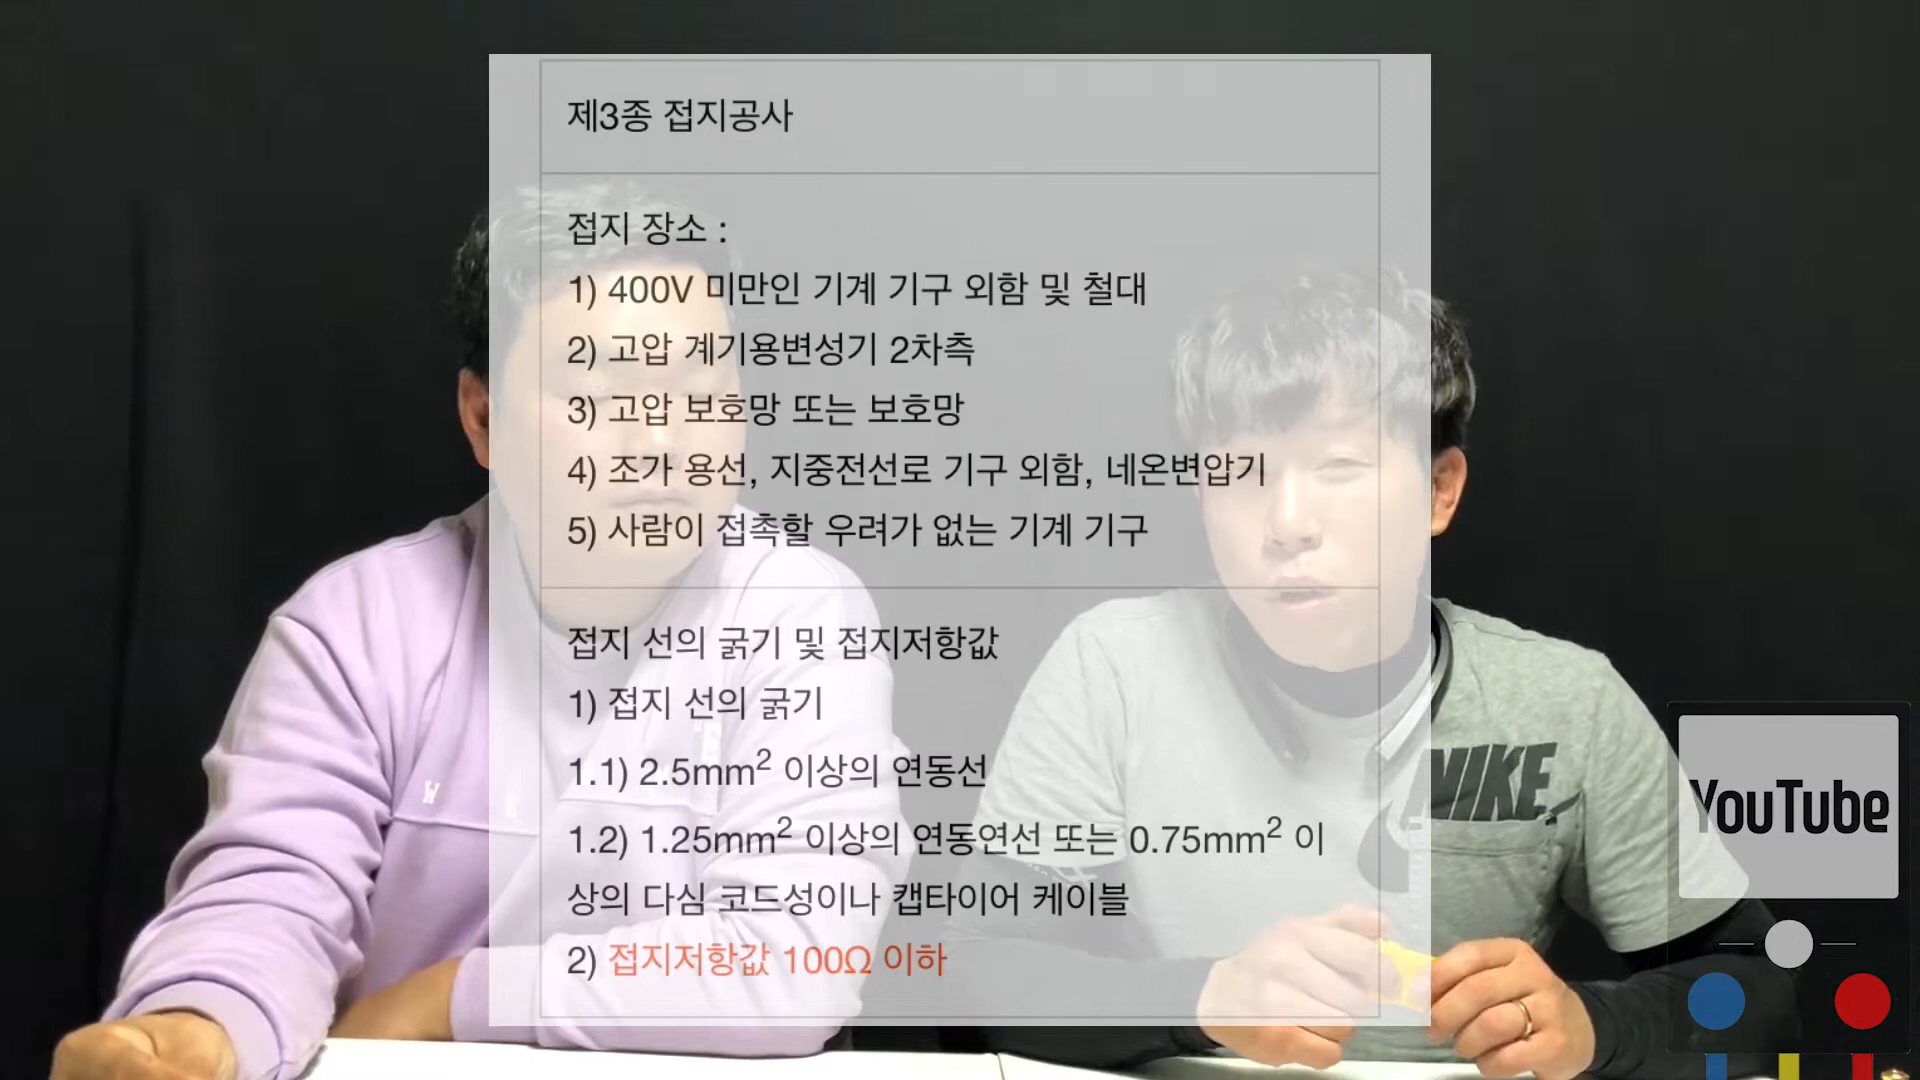 제3종 접지공사
접지 장소 :
1) 400V 미만인 기계 기구 외함 및 철대
2) 고압 계기용변성기 2차측
3) 고압 보호망 또는 보호망
4) 조가 용선, 지중전선로 기구 외함, 네온변압기
5) 사람이 접촉할 우려가 없는 기계 기구
접지 선의 굵기 및 접지저항값
1) 접지 선의 굵기
1.1) 2.5mm² 이상의 연동선
1.2) 1.25mm² 이상의 연동연선 또는 0.75mm² 이
상의 다심 코드성이나 캡타이어 케이블
2) 접지저항값 100Ω 이하
NIKE
YouTube
W